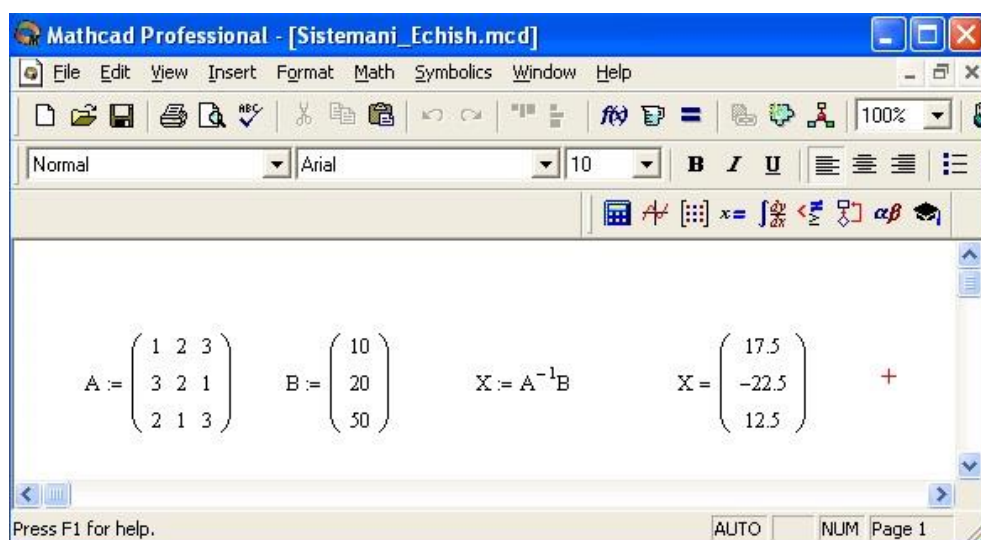 Mathcad Professional - [Sistemani_Echish.mcd]
File Edit View Insert Format Math Symbolics Window Help
100%
Normal Arial 10 B I U
x= αβ
A := ( 1 2 3 ) B := ( 10 ) X := A⁻¹B X = ( 17.5 )
3 2 1 20 -22.5
2 1 3 50 12.5
+
Press F1 for help. AUTO NUM Page 1